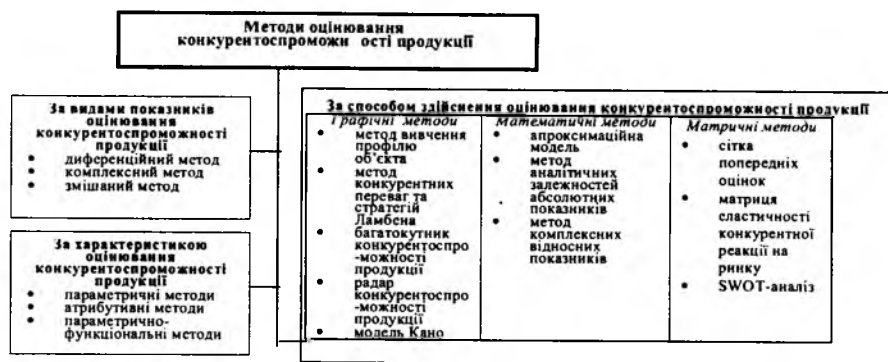 Методи оцінювання
конкурентоспроможи ості продукції
За видами показників
оцінювання
конкурентоспроможності
продукції
• диференційний метод
• комплексний метод
• змішаний метод
За характеристикою
оцінювання
конкурентоспроможності
продукції
• параметричні методи
• атрибутивні методи
• параметрично-
функціональні методи
За способом здійснення оцінювання конкурентоспроможності продукції
Графічні методи
• метод вивчення
профілю
об'єкта
• метод
конкурентних
переваг та
стратегій
Ламбена
• багатокутник
конкурентоспро
-можності
продукції
• радар
конкурентоспро
-можності
продукції
• модель Кано
Математичні методи
• апроксимаційна
модель
• метод
аналітичних
залежностей
абсолютних
показників
• метод
комплексних
відносних
показників
Матричні методи
• сітка
попередніх
оцінок
• матриця
еластичності
конкурентної
реакції на
ринку
• SWOT-аналіз